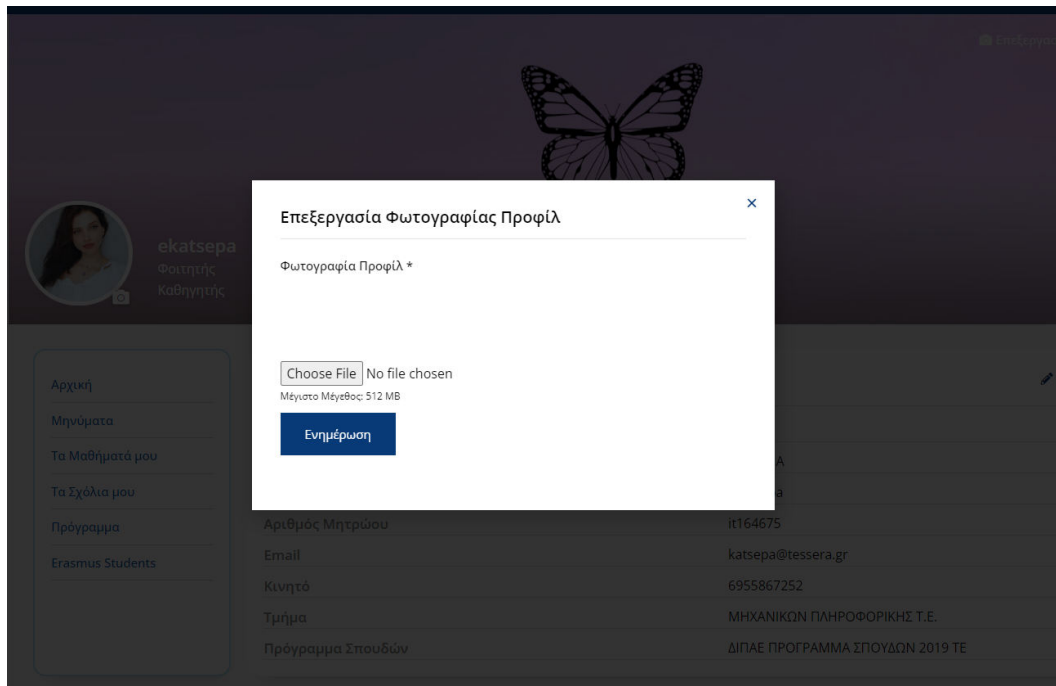 Επεξεργα
Επεξεργασία Φωτογραφίας Προφίλ
×
Φωτογραφία Προφίλ *
ekatsepa
Φοιτητής
Καθηγητής
Choose File No file chosen
Μέγιστο Μέγεθος: 512 MB
Ενημέρωση
Αρχική
Μηνύματα
Τα Μαθήματά μου
Τα Σχόλια μου
Πρόγραμμα
Erasmus Students
Α
a
Αριθμός Μητρώου it164675
Email katsepa@tessera.gr
Κινητό 6955867252
Τμήμα ΜΗΧΑΝΙΚΩΝ ΠΛΗΡΟΦΟΡΙΚΗΣ Τ.Ε.
Πρόγραμμα Σπουδών ΔΙΠΑΕ ΠΡΟΓΡΑΜΜΑ ΣΠΟΥΔΩΝ 2019 ΤΕ